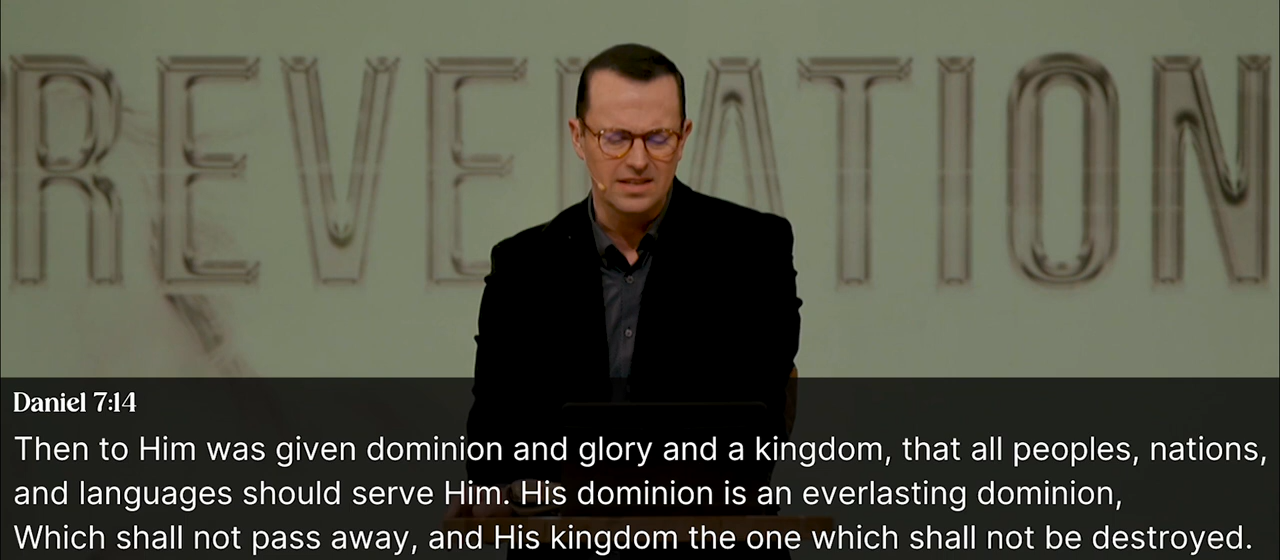 REVELATION
Daniel 7:14
Then to Him was given dominion and glory and a kingdom, that all peoples, nations,
and languages should serve Him. His dominion is an everlasting dominion,
Which shall not pass away, and His kingdom the one which shall not be destroyed.